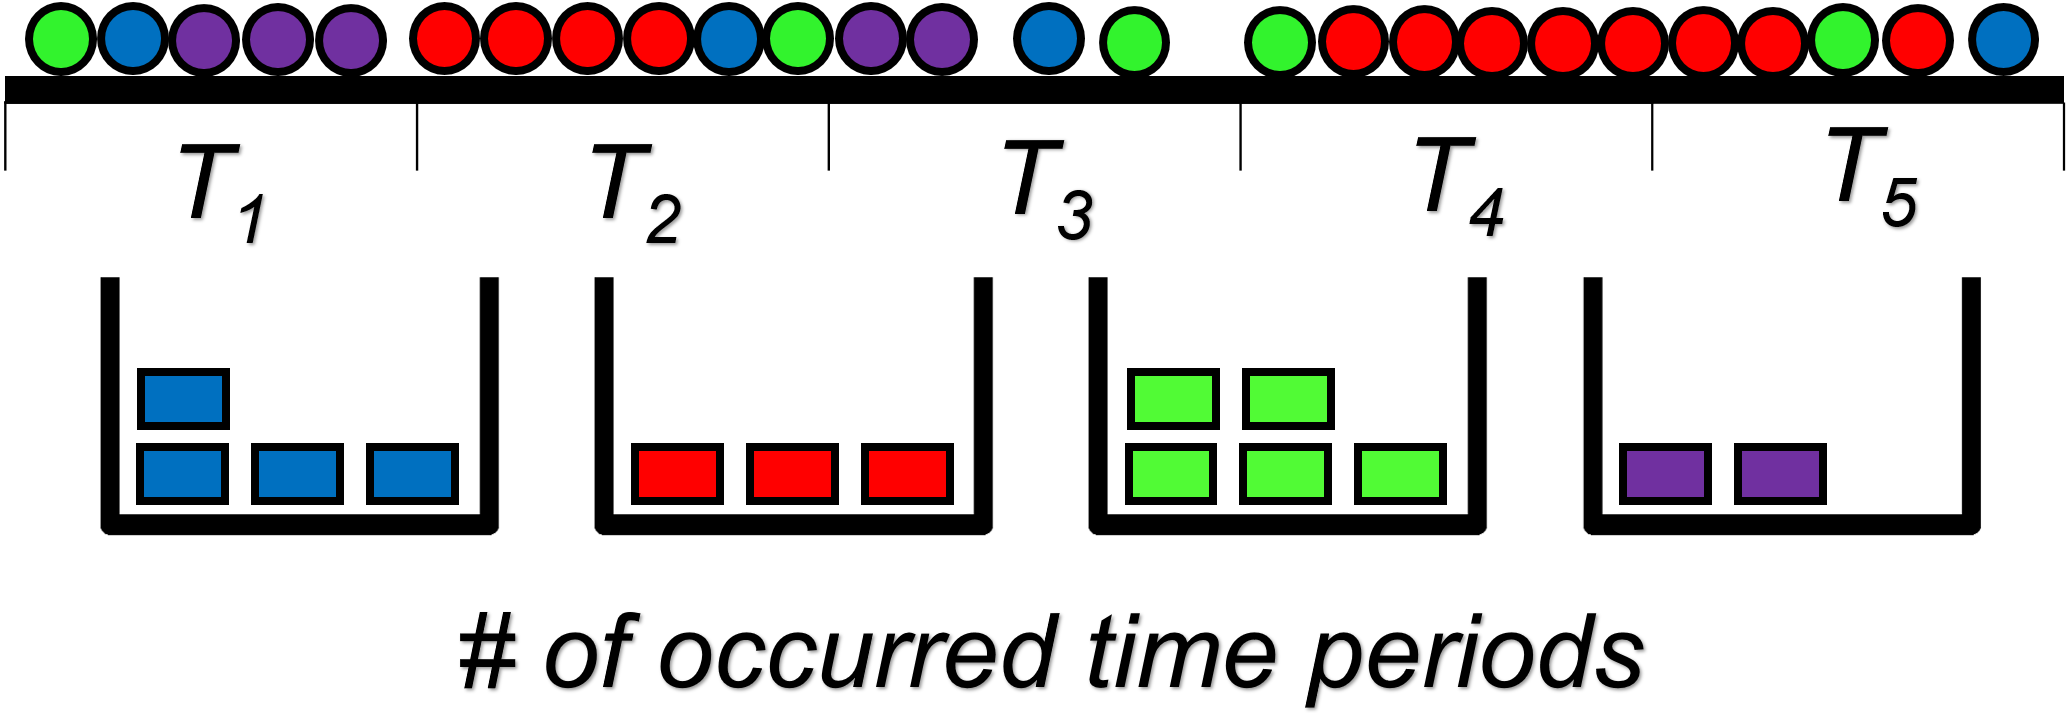 T1 T2 T3 T4 T5
# of occurred time periods